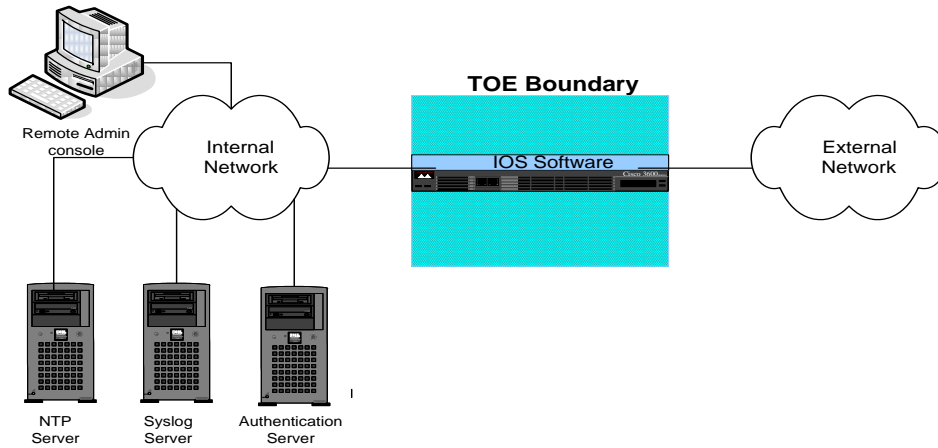 TOE Boundary
Remote Admin
console
Internal
Network
IOS Software
Cisco 3600
External
Network
NTP
Server
Syslog
Server
Authentication
Server